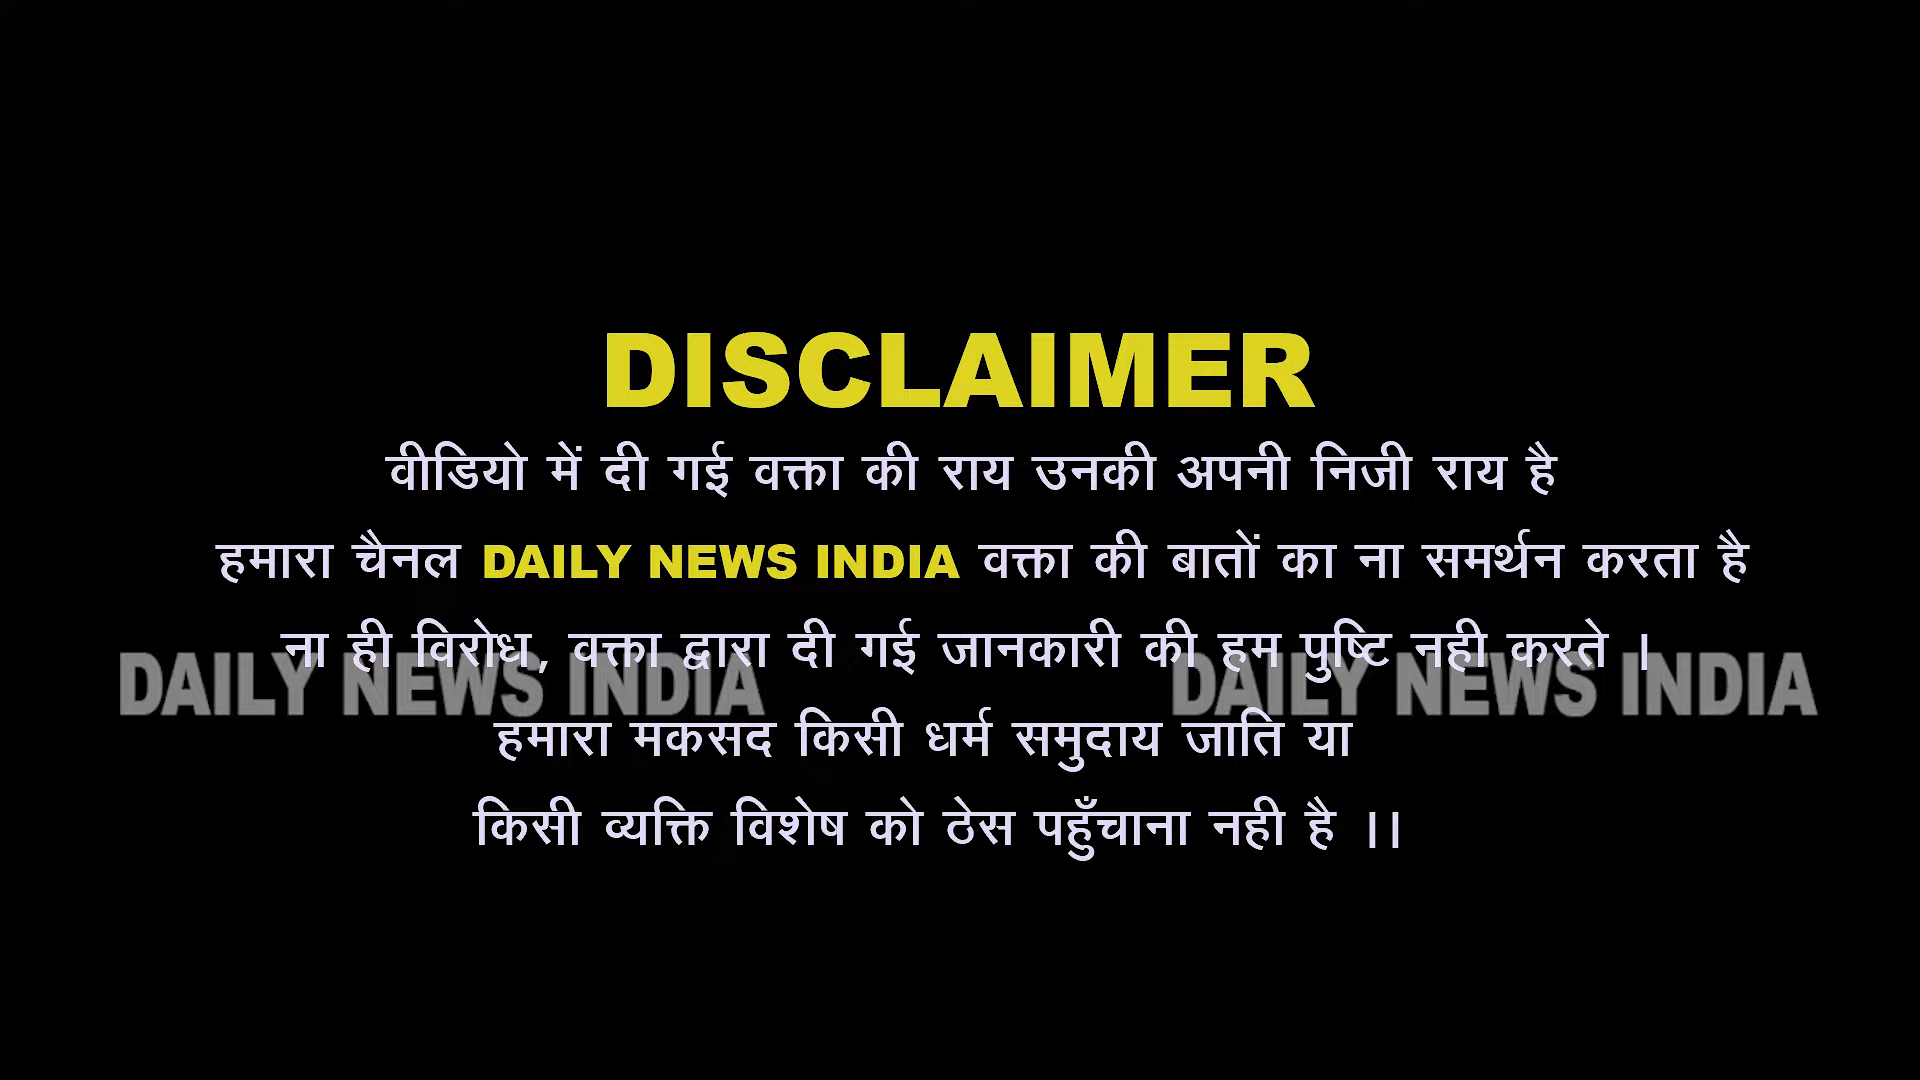 DISCLAIMER
वीडियो में दी गई वक्ता की राय उनकी अपनी निजी राय है
हमारा चैनल DAILY NEWS INDIA वक्ता की बातों का ना समर्थन करता है
ना ही विरोध, वक्ता द्वारा दी गई जानकारी की हम पुष्टि नही करते ।
DAILY NEWS INDIA DAILY NEWS INDIA
हमारा मकसद किसी धर्म समुदाय जाति या
किसी व्यक्ति विशेष को ठेस पहुँचाना नही है ।।